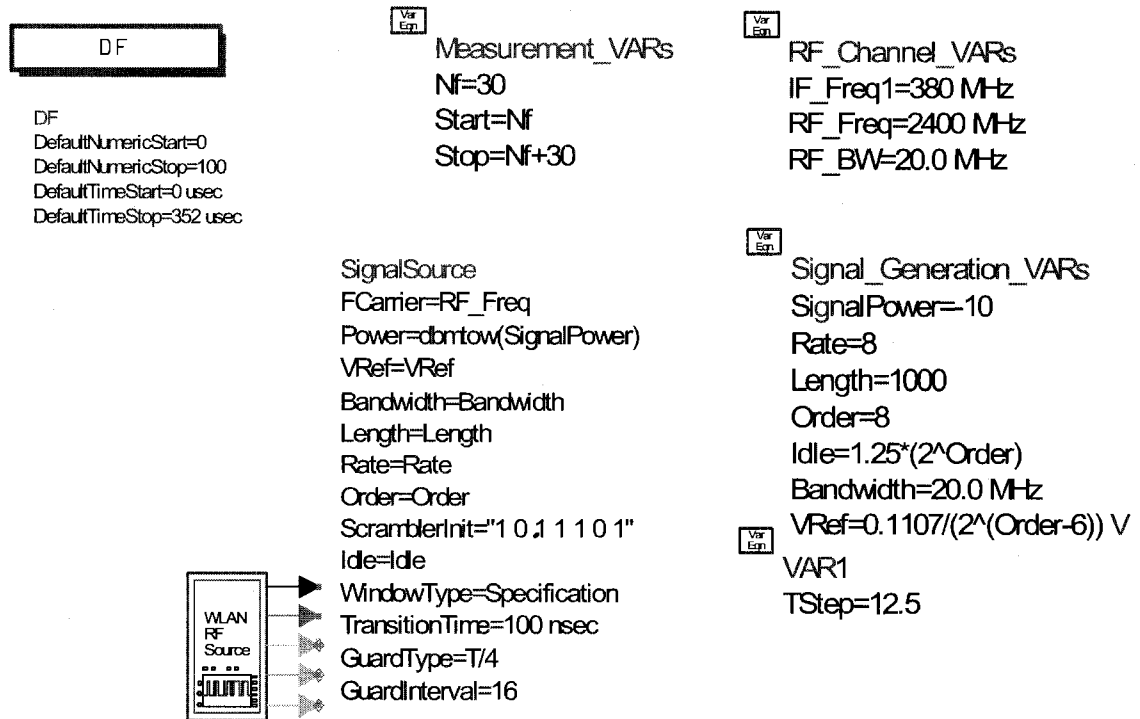 DF
DF
DefaultNumericStart=0
DefaultNumericStop=100
DefaultTimeStart=0 usec
DefaultTimeStop=352 usec
Var
Eqn
Measurement_VARs
Nf=30
Start=Nf
Stop=Nf+30
Var
Eqn
RF_Channel_VARs
IF_Freq1=380 MHz
RF_Freq=2400 MHz
RF_BW=20.0 MHz
SignalSource
FCarrier=RF_Freq
Power=dbmtow(SignalPower)
VRef=VRef
Bandwidth=Bandwidth
Length=Length
Rate=Rate
Order=Order
ScramblerInit="1 0 1 1 1 0 1"
Idle=Idle
WindowType=Specification
TransitionTime=100 nsec
GuardType=T/4
GuardInterval=16
WLAN
RF
Source
Var
Eqn
Signal_Generation_VARs
SignalPower=-10
Rate=8
Length=1000
Order=8
Idle=1.25*(2^Order)
Bandwidth=20.0 MHz
VRef=0.1107/(2^(Order-6)) V
Var
Eqn
VAR1
TStep=12.5